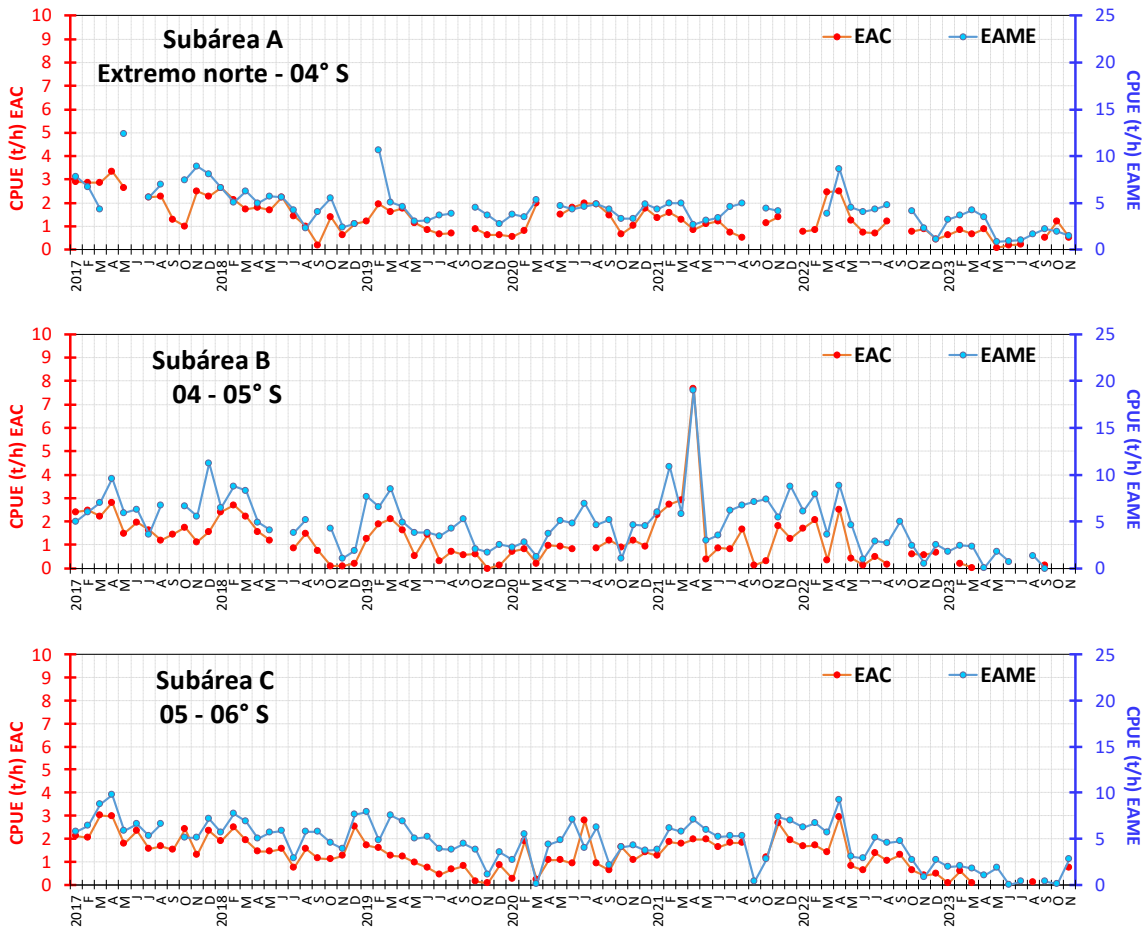 Subárea A
Extremo norte - 04° S
EAC EAME
CPUE (t/h) EAC
10
9
8
7
6
5
4
3
2
1
0
25
20
15
10
5
0
CPUE (t/h) EAME
2017 F M A M J J A S O N D 2018 F M A M J J A S O N D 2019 F M A M J J A S O N D 2020 F M A M J J A S O N D 2021 F M A M J J A S O N D 2022 F M A M J J A S O N D 2023 F M A M J J A S O N
Subárea B
04 - 05° S
EAC EAME
CPUE (t/h) EAC
10
9
8
7
6
5
4
3
2
1
0
25
20
15
10
5
0
CPUE (t/h) EAME
2017 F M A M J J A S O N D 2018 F M A M J J A S O N D 2019 F M A M J J A S O N D 2020 F M A M J J A S O N D 2021 F M A M J J A S O N D 2022 F M A M J J A S O N D 2023 F M A M J J A S O N
Subárea C
05 - 06° S
EAC EAME
CPUE (t/h) EAC
10
9
8
7
6
5
4
3
2
1
0
25
20
15
10
5
0
CPUE (t/h) EAME
2017 F M A M J J A S O N D 2018 F M A M J J A S O N D 2019 F M A M J J A S O N D 2020 F M A M J J A S O N D 2021 F M A M J J A S O N D 2022 F M A M J J A S O N D 2023 F M A M J J A S O N